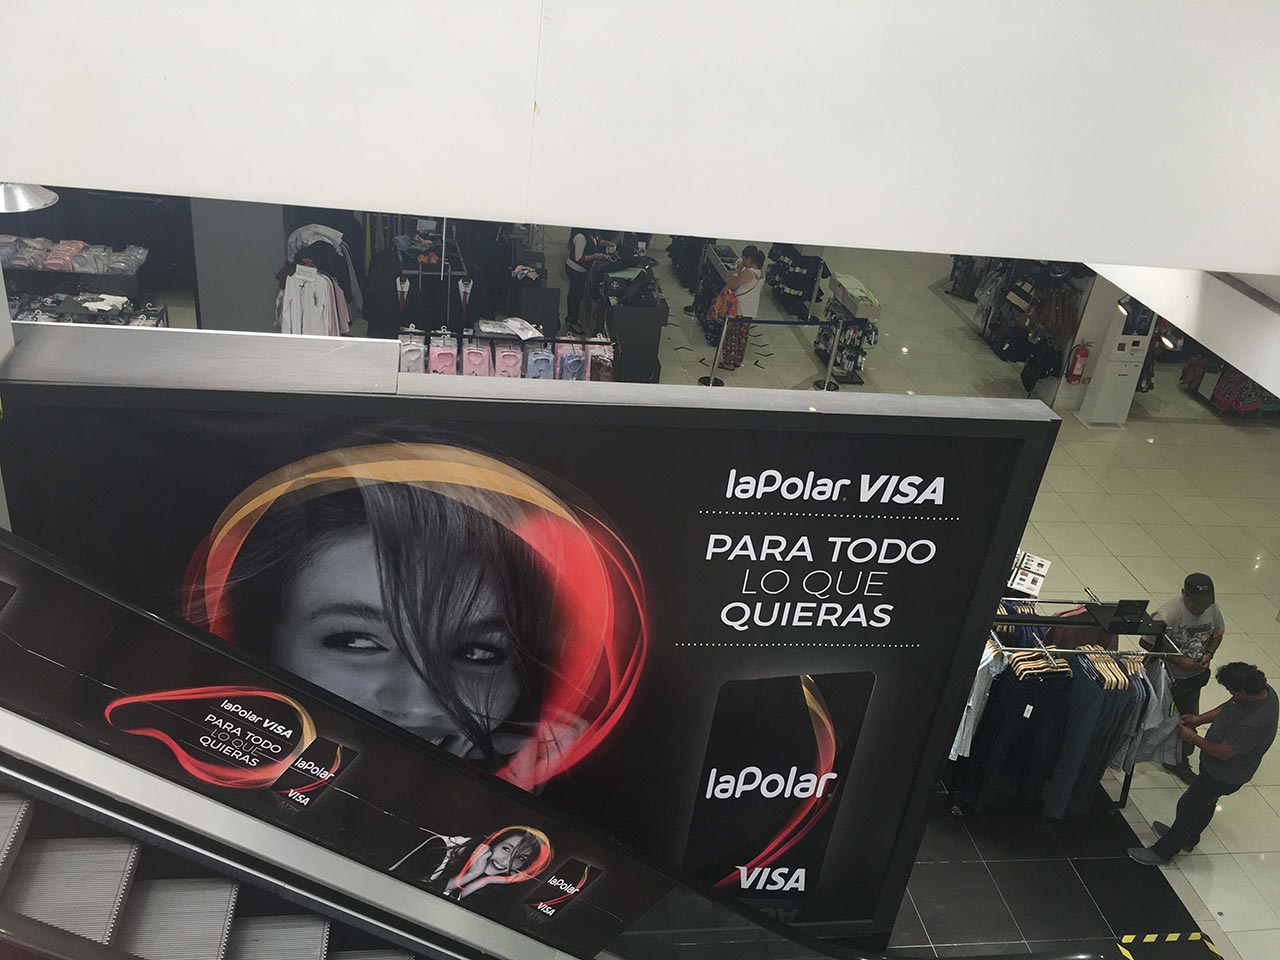 laPolar VISA
PARA TODO
LO QUE
QUIERAS
laPolar
VISA
laPolar VISA
PARA TODO
LO QUE
QUIERAS
laPolar
VISA
laPolar
VISA